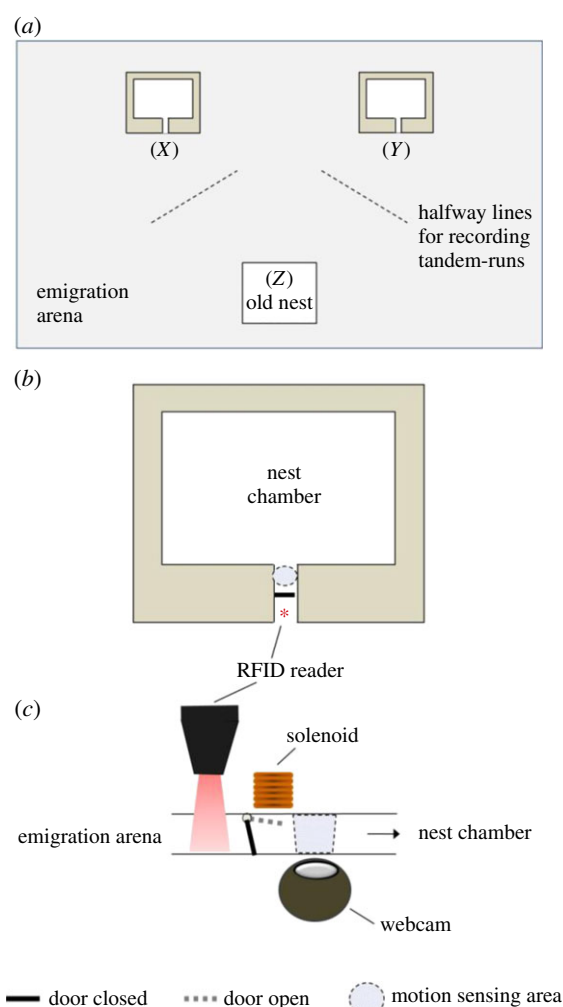 (a)
(X)
(Y)
halfway lines
for recording
tandem-runs
(Z)
old nest
emigration
arena
(b)
nest
chamber
*
RFID reader
(c)
solenoid
emigration arena
nest chamber
webcam
door closed
door open
motion sensing area